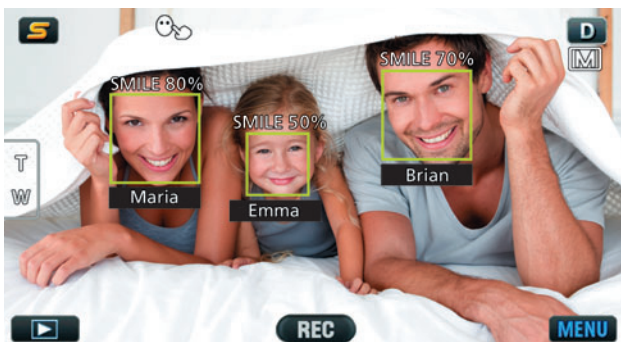 S
D
M
SMILE 70%
SMILE 80%
SMILE 50%
T
W
Maria
Brian
Emma
REC
MENU